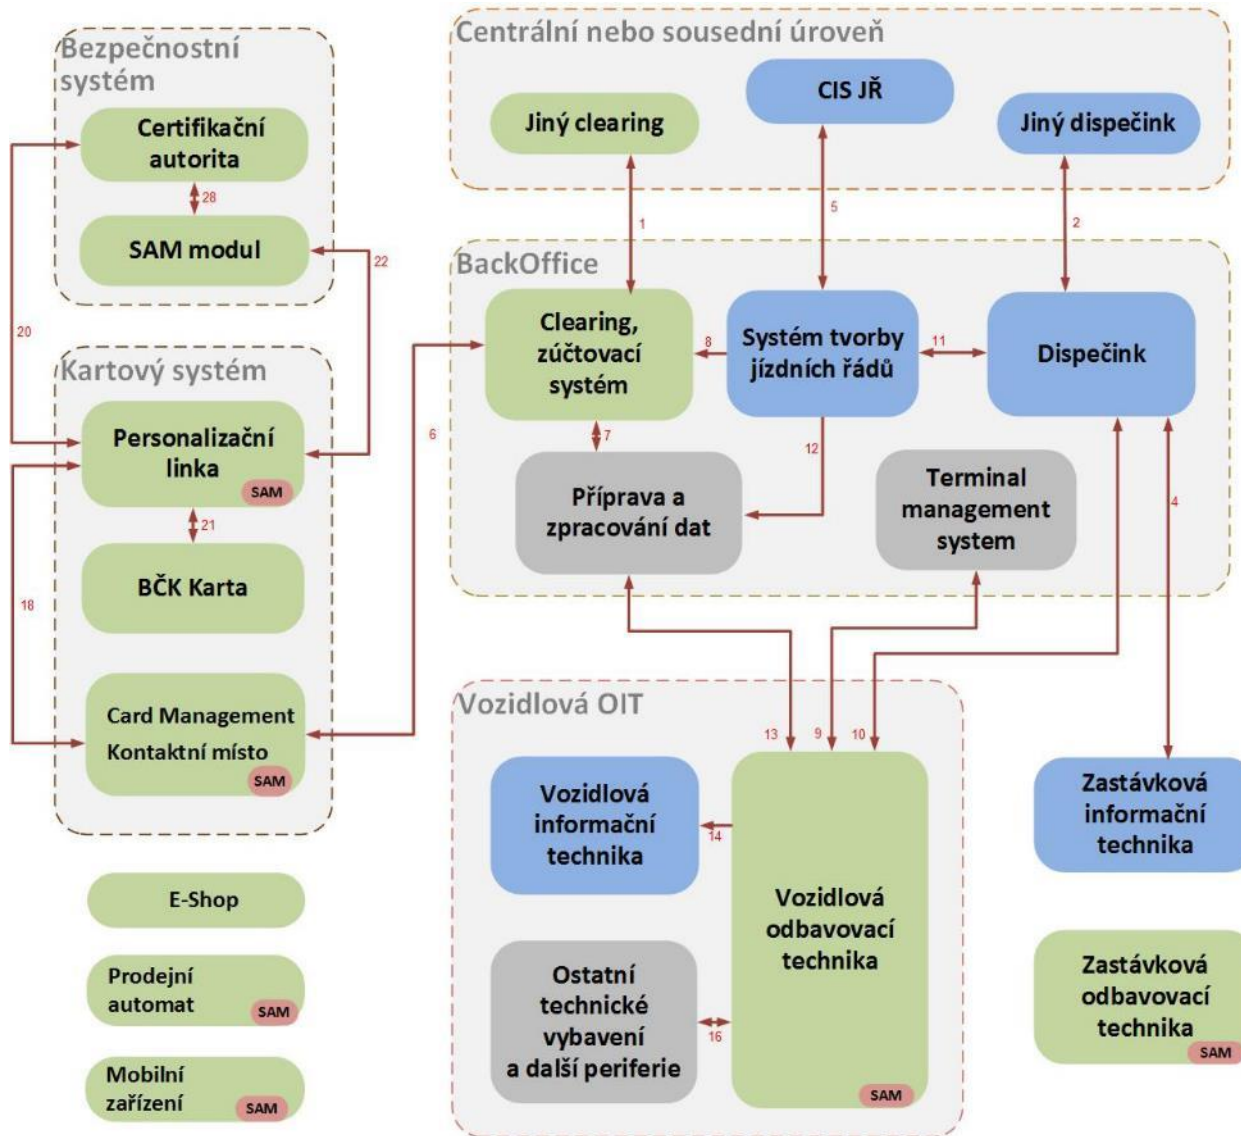 Bezpečnostní
systém
Certifikační
autorita
28
SAM modul
22
20
Kartový systém
Personalizační
linka
SAM
21
BČK Karta
18
Card Management
Kontaktní místo
SAM
6
E-Shop
Prodejní
automat
SAM
Mobilní
zařízení
SAM
Centrální nebo sousední úroveň
Jiný clearing
CIS JŘ
Jiný dispečink
1
5
2
BackOffice
Clearing,
zúčtovací
systém
8
Systém tvorby
jízdních řádů
11
Dispečink
7
12
Příprava a
zpracování dat
Terminal
management
system
4
Vozidlová OIT
13
9
10
Vozidlová
informační
technika
14
Vozidlová
odbavovací
technika
SAM
Ostatní
technické
vybavení
a další periferie
16
Zastávková
informační
technika
Zastávková
odbavovací
technika
SAM